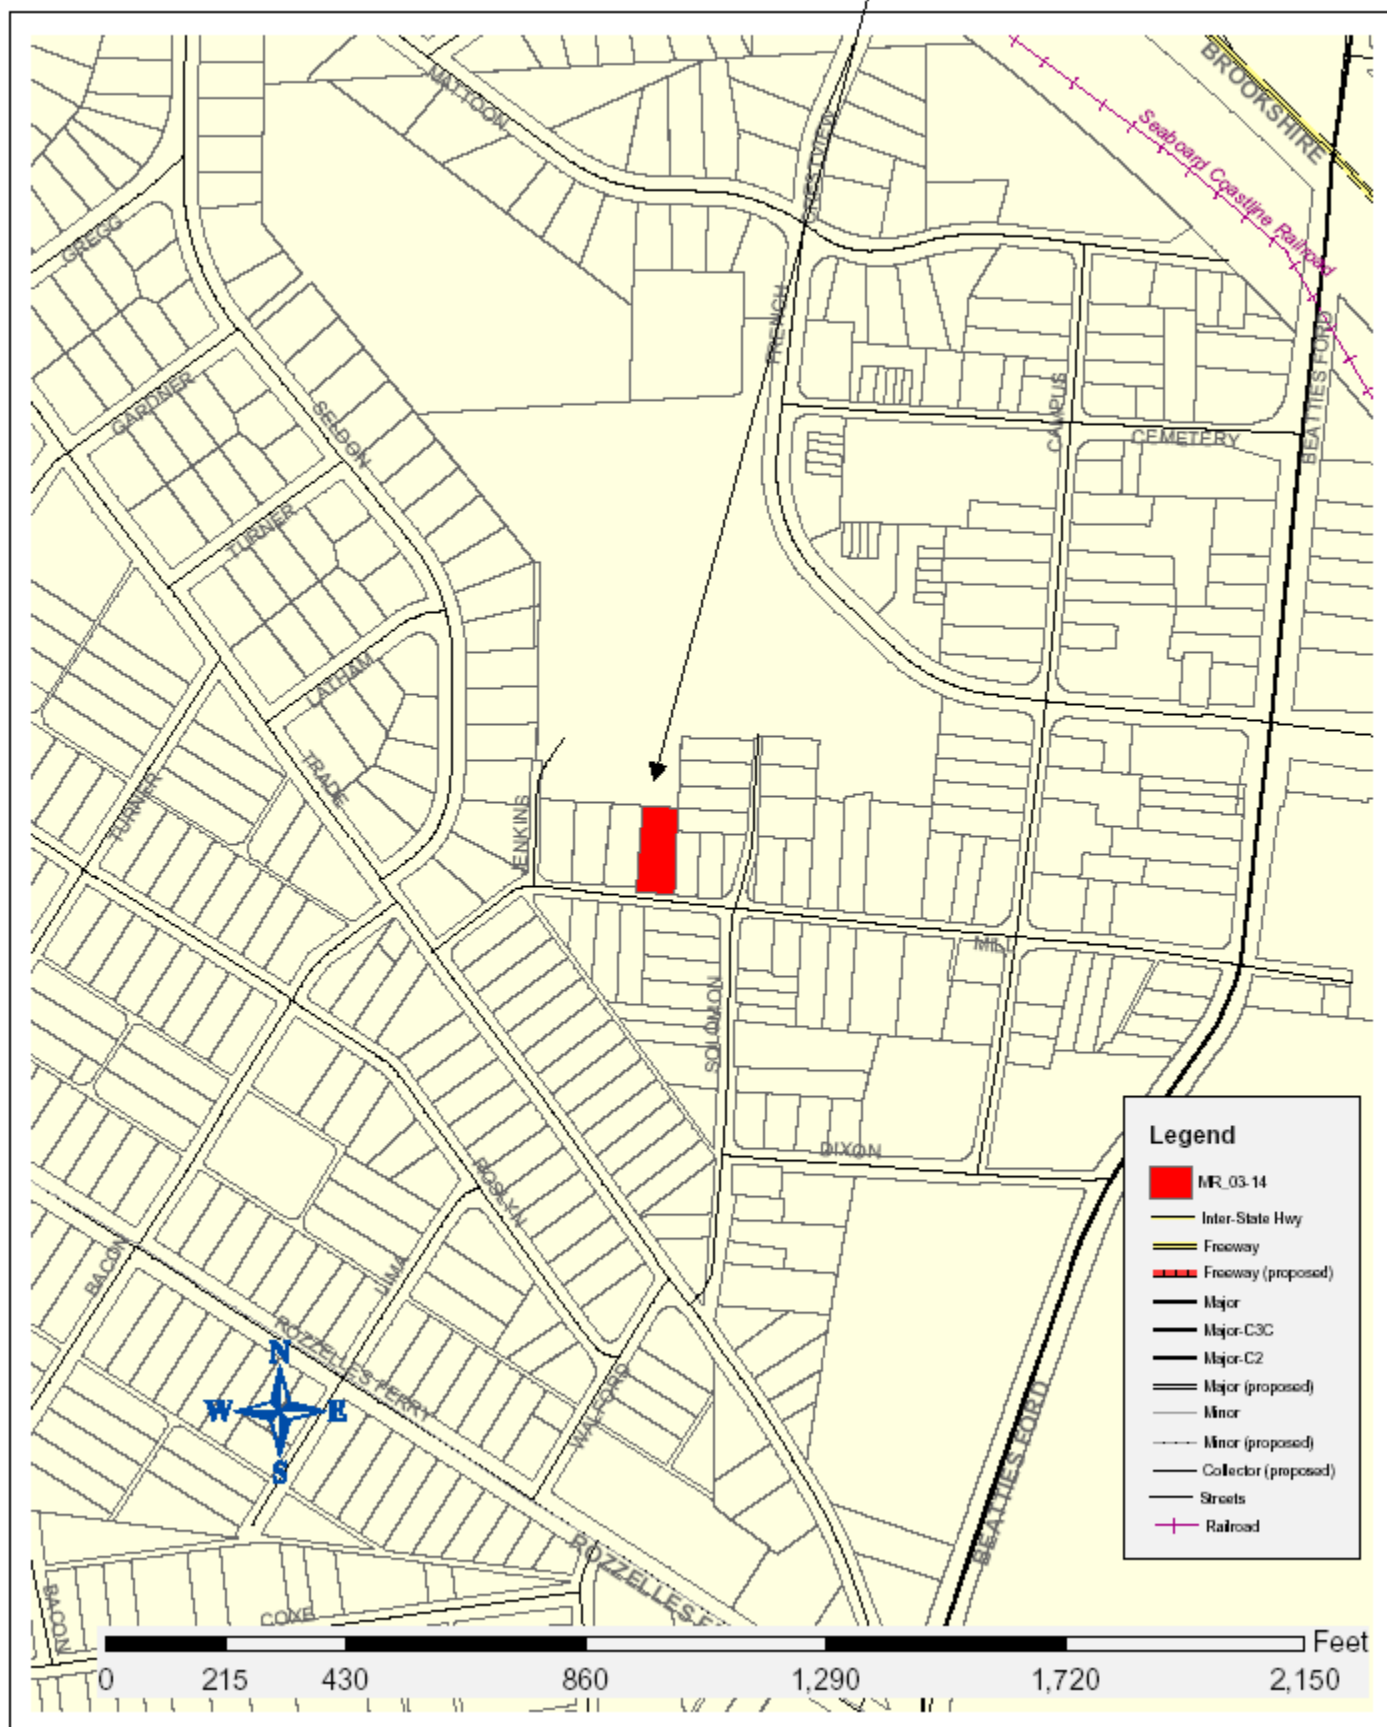 BROOKSHIRE
MATTOON
Seaboard Coastline Railroad
CRESTVIEW
GREGG
FRENCH
BEATTIES FORD
GARDNER
SELDON
CAMPUS
CEMETERY
TURNER
LATHAM
TRADE
TURNER
JENKINS
MILL
SOLOMON
DIXON
ROSLYN
BACON
LIMA
ROZZELLES FERRY
WALFORD
BEATTIES FORD
ROZZELLES F
BACON
COXE
N
W E
S
Legend
MR_03-14
Inter-State Hwy
Freeway
Freeway (proposed)
Major
Major-C3C
Major-C2
Major (proposed)
Minor
Minor (proposed)
Collector (proposed)
Streets
Railroad
Feet
0 215 430 860 1,290 1,720 2,150